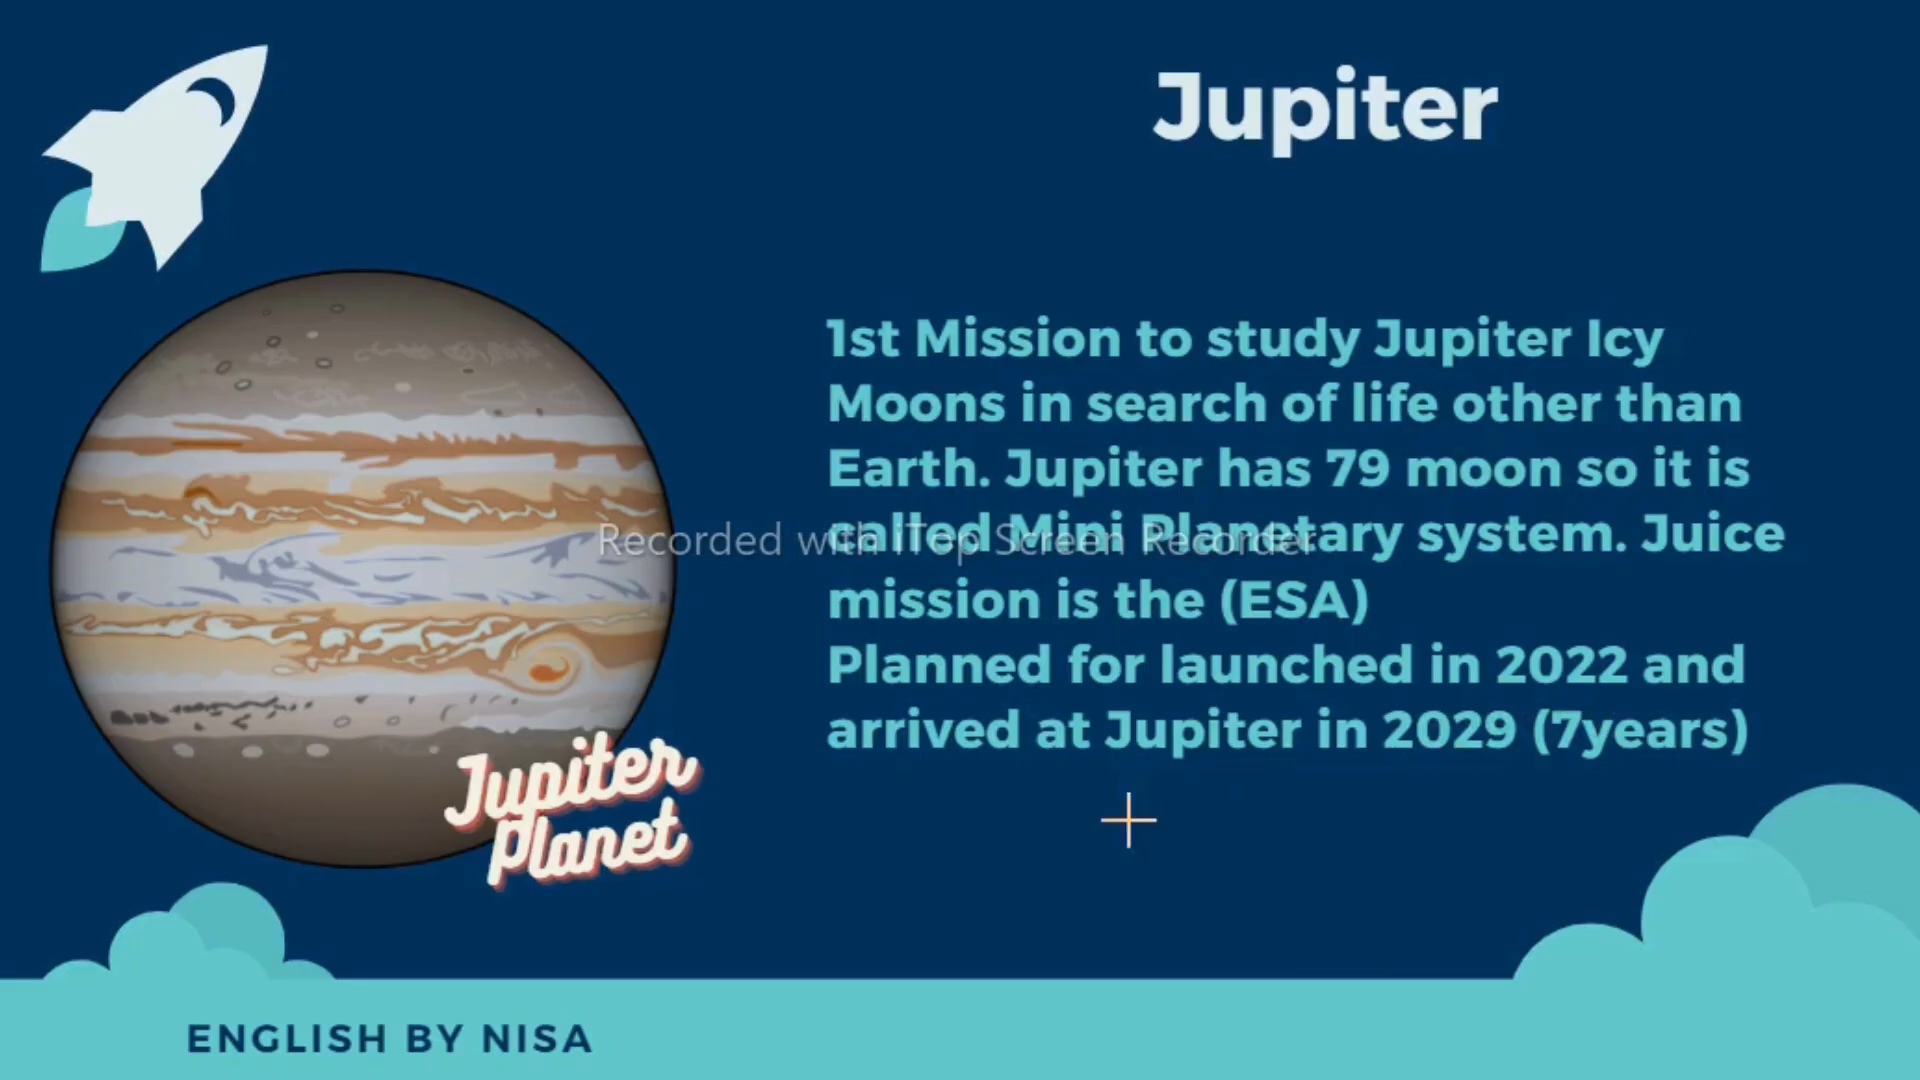 Jupiter
1st Mission to study Jupiter Icy
Moons in search of life other than
Earth. Jupiter has 79 moon so it is
called Mini Planetary system. Juice
mission is the (ESA)
Planned for launched in 2022 and
arrived at Jupiter in 2029 (7years)
Recorded with iTop Screen Recorder
Jupiter
Planet
ENGLISH BY NISA